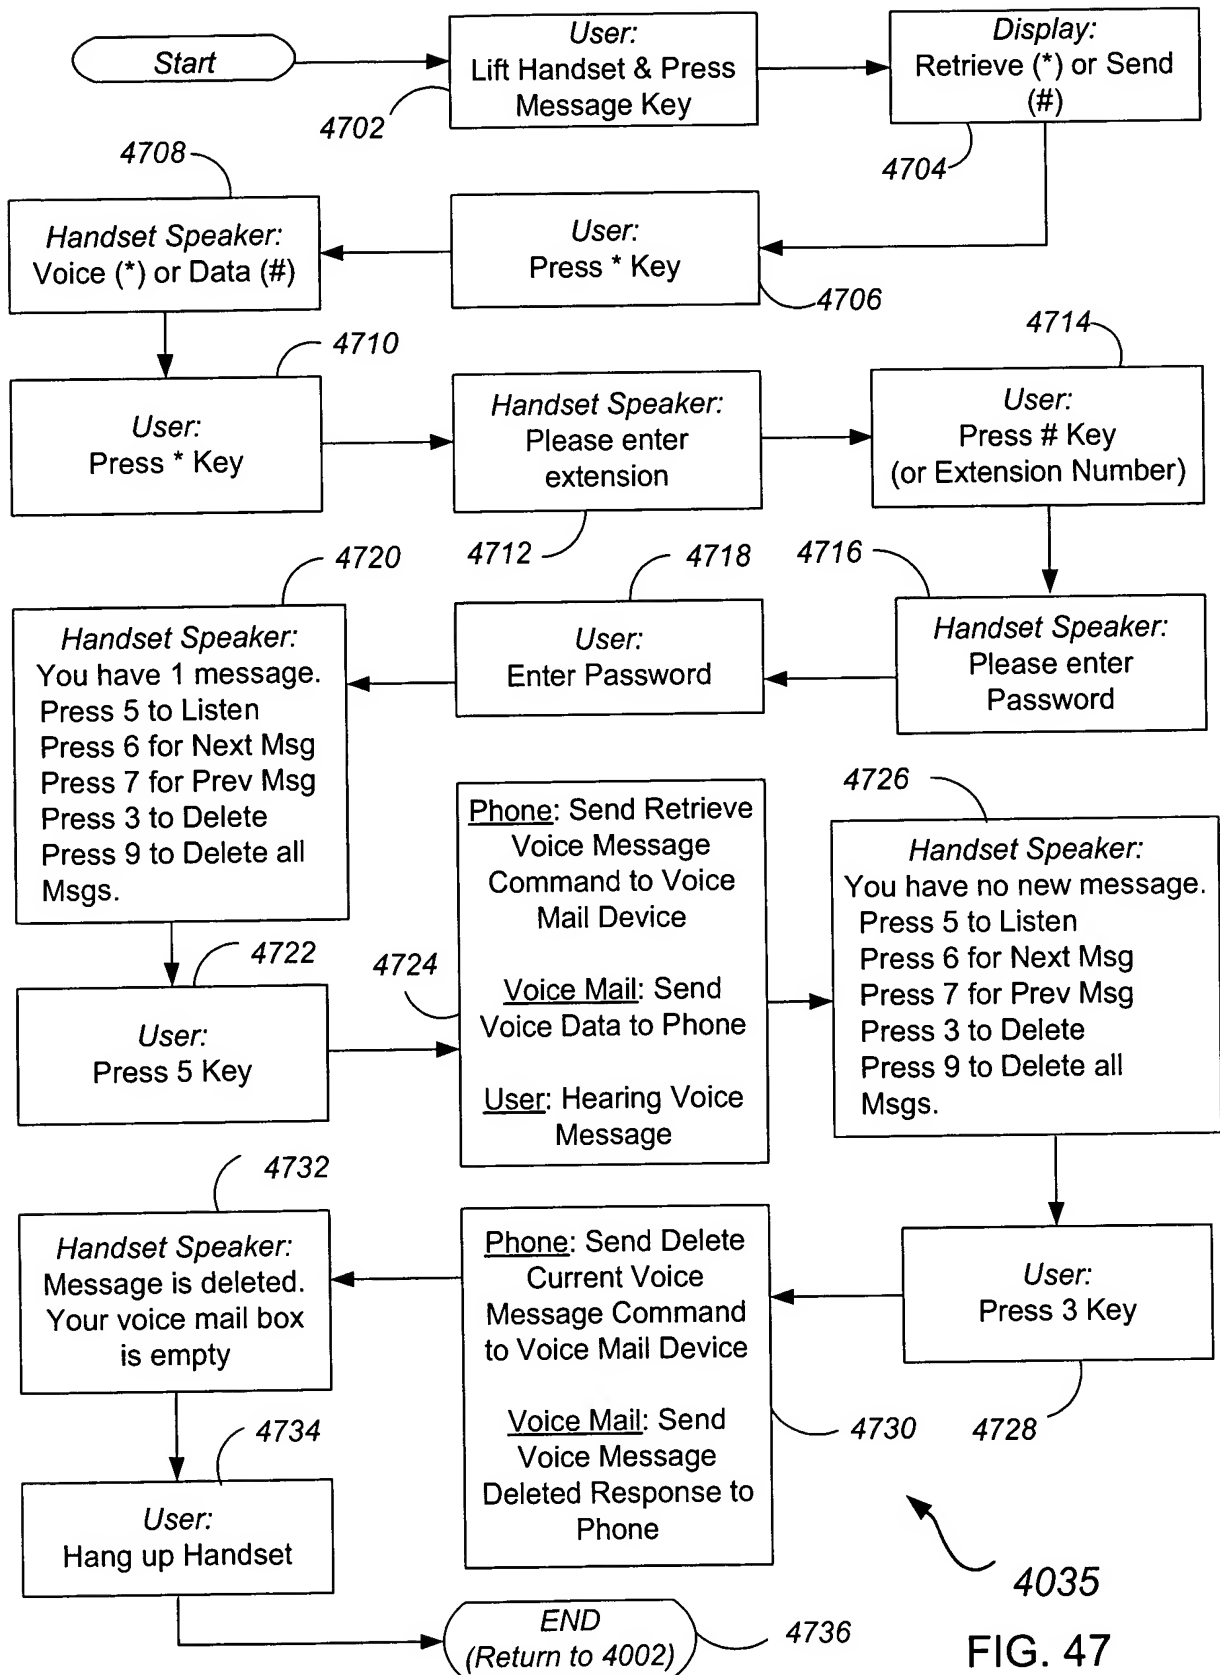 Start
User:
Lift Handset & Press
Message Key
4702
Display:
Retrieve (*) or Send
(#)
4704
User:
Press * Key
4706
4708
Handset Speaker:
Voice (*) or Data (#)
4710
User:
Press * Key
Handset Speaker:
Please enter
extension
4712
4714
User:
Press # Key
(or Extension Number)
4716
Handset Speaker:
Please enter
Password
4718
User:
Enter Password
4720
Handset Speaker:
You have 1 message.
Press 5 to Listen
Press 6 for Next Msg
Press 7 for Prev Msg
Press 3 to Delete
Press 9 to Delete all
Msgs.
4722
User:
Press 5 Key
4724
Phone: Send Retrieve
Voice Message
Command to Voice
Mail Device
Voice Mail: Send
Voice Data to Phone
User: Hearing Voice
Message
4726
Handset Speaker:
You have no new message.
Press 5 to Listen
Press 6 for Next Msg
Press 7 for Prev Msg
Press 3 to Delete
Press 9 to Delete all
Msgs.
User:
Press 3 Key
4728
Phone: Send Delete
Current Voice
Message Command
to Voice Mail Device
Voice Mail: Send
Voice Message
Deleted Response to
Phone
4730
4732
Handset Speaker:
Message is deleted.
Your voice mail box
is empty
4734
User:
Hang up Handset
END
(Return to 4002)
4736
4035
FIG. 47